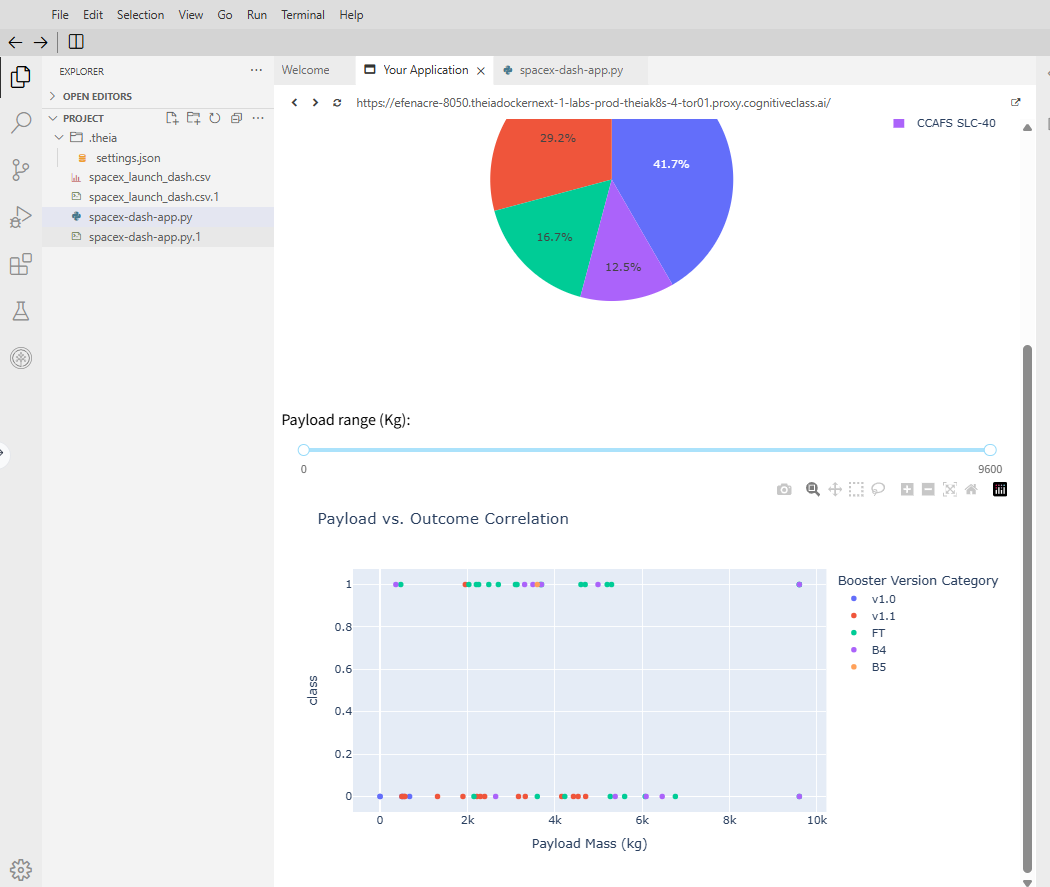 File Edit Selection View Go Run Terminal Help
EXPLORER
OPEN EDITORS
PROJECT
.theia
settings.json
spacex_launch_dash.csv
spacex_launch_dash.csv.1
spacex-dash-app.py
spacex-dash-app.py.1
Welcome Your Application spacex-dash-app.py
https://efenacre-8050.theiadockernext-1-labs-prod-theiak8s-4-tor01.proxy.cognitiveclass.ai/
CCAFS SLC-40
29.2%
41.7%
16.7%
12.5%
Payload range (Kg):
0 9600
Payload vs. Outcome Correlation
Booster Version Category
v1.0
v1.1
FT
B4
B5
class
1
0.8
0.6
0.4
0.2
0
0 2k 4k 6k 8k 10k
Payload Mass (kg)